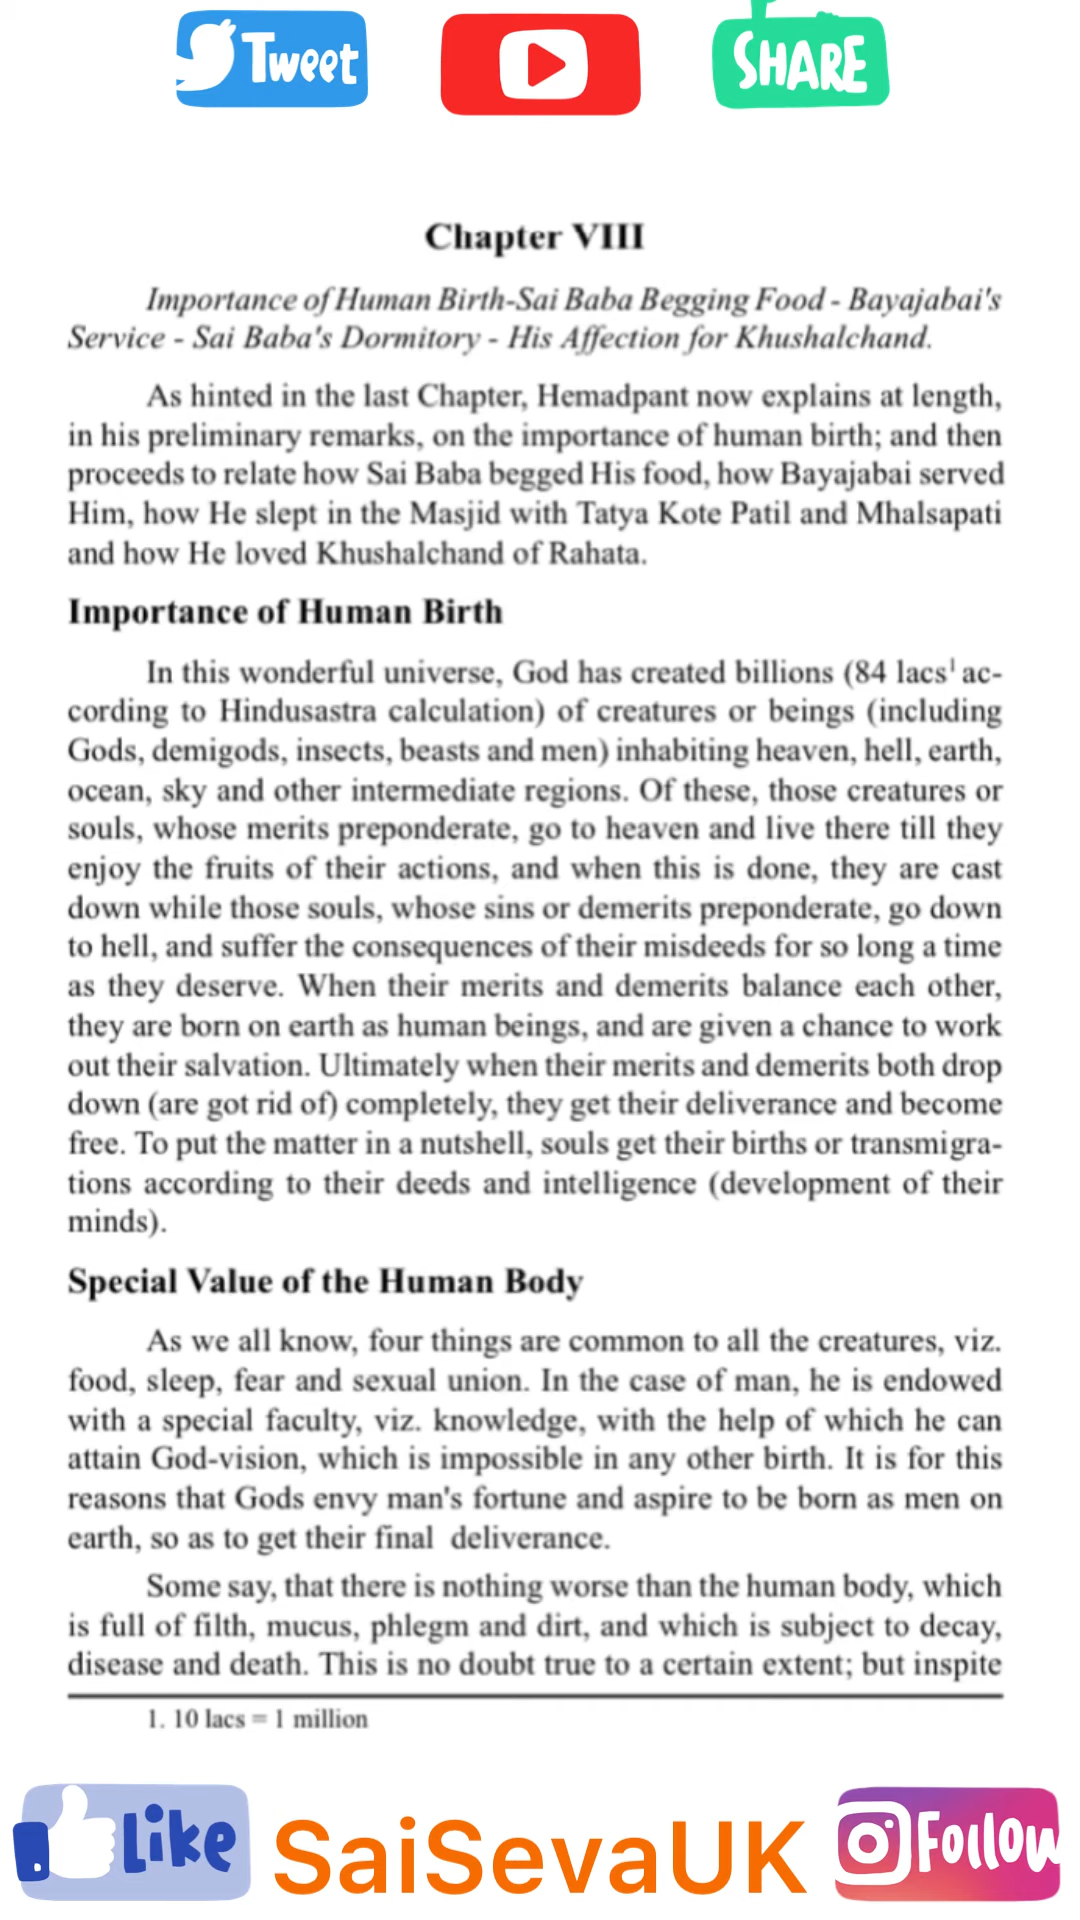 Tweet
SHARE
Chapter VIII
Importance of Human Birth-Sai Baba Begging Food - Bayajabai's
Service - Sai Baba's Dormitory - His Affection for Khushalchand.
As hinted in the last Chapter, Hemadpant now explains at length,
in his preliminary remarks, on the importance of human birth; and then
proceeds to relate how Sai Baba begged His food, how Bayajabai served
Him, how He slept in the Masjid with Tatya Kote Patil and Mhalsapati
and how He loved Khushalchand of Rahata.
Importance of Human Birth
In this wonderful universe, God has created billions (84 lacs¹ ac-
cording to Hindusastra calculation) of creatures or beings (including
Gods, demigods, insects, beasts and men) inhabiting heaven, hell, earth,
ocean, sky and other intermediate regions. Of these, those creatures or
souls, whose merits preponderate, go to heaven and live there till they
enjoy the fruits of their actions, and when this is done, they are cast
down while those souls, whose sins or demerits preponderate, go down
to hell, and suffer the consequences of their misdeeds for so long a time
as they deserve. When their merits and demerits balance each other,
they are born on earth as human beings, and are given a chance to work
out their salvation. Ultimately when their merits and demerits both drop
down (are got rid of) completely, they get their deliverance and become
free. To put the matter in a nutshell, souls get their births or transmigra-
tions according to their deeds and intelligence (development of their
minds).
Special Value of the Human Body
As we all know, four things are common to all the creatures, viz.
food, sleep, fear and sexual union. In the case of man, he is endowed
with a special faculty, viz. knowledge, with the help of which he can
attain God-vision, which is impossible in any other birth. It is for this
reasons that Gods envy man's fortune and aspire to be born as men on
earth, so as to get their final deliverance.
Some say, that there is nothing worse than the human body, which
is full of filth, mucus, phlegm and dirt, and which is subject to decay,
disease and death. This is no doubt true to a certain extent; but inspite
1. 10 lacs = 1 million
Like
SaiSevaUK
Follow